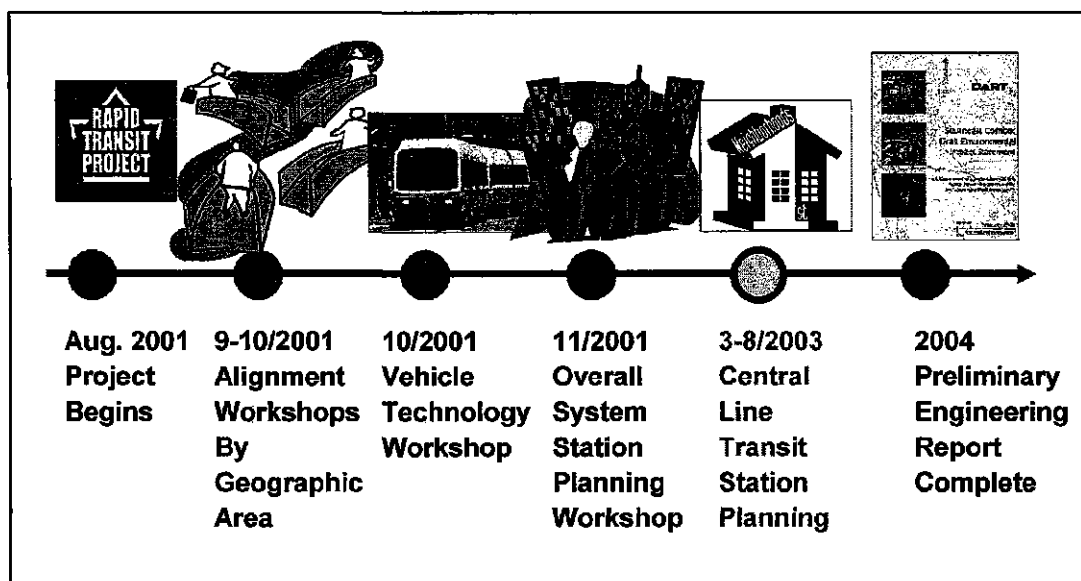 RAPID
TRANSIT
PROJECT
Neighborhoods
st.
DART
Aug. 2001
Project
Begins
9-10/2001
Alignment
Workshops
By
Geographic
Area
10/2001
Vehicle
Technology
Workshop
11/2001
Overall
System
Station
Planning
Workshop
3-8/2003
Central
Line
Transit
Station
Planning
2004
Preliminary
Engineering
Report
Complete